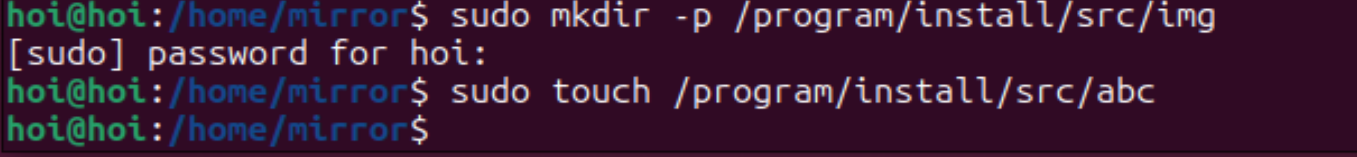 hoi@hoi:/home/mirror$ sudo mkdir -p /program/install/src/img
[sudo] password for hoi:
hoi@hoi:/home/mirror$ sudo touch /program/install/src/abc
hoi@hoi:/home/mirror$